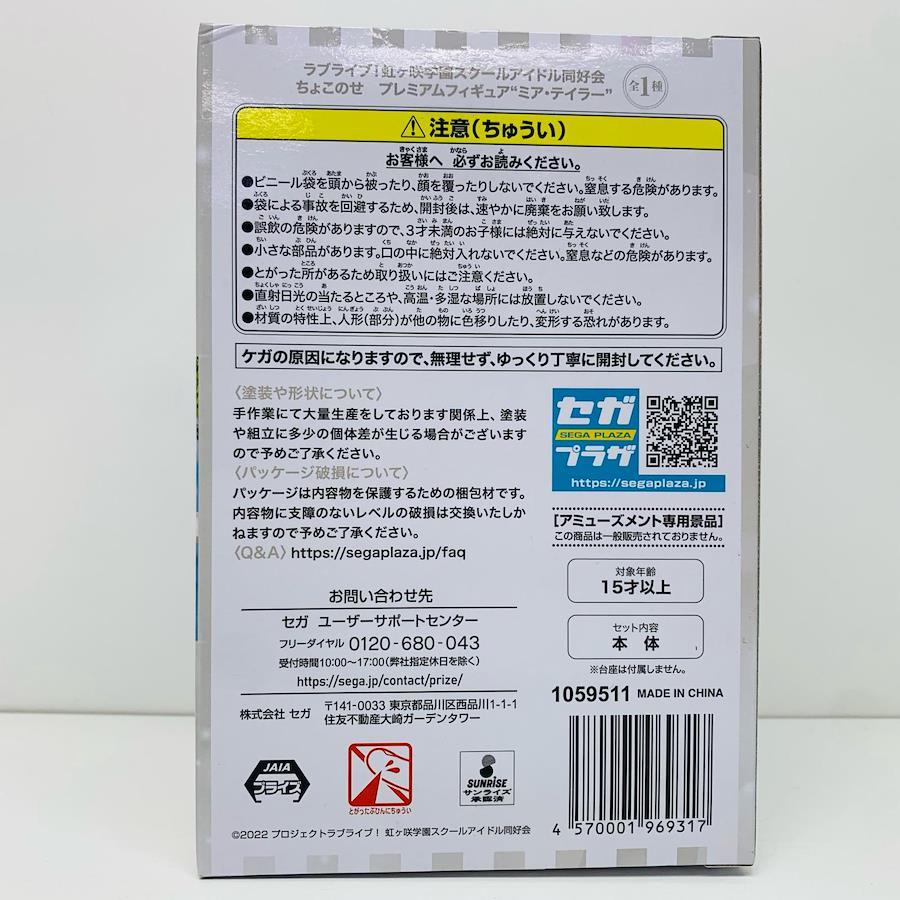 ラブライブ!虹ヶ咲学園スクールアイドル同好会
ちょこのせ プレミアムフィギュア“ミア・テイラー”
全1種
⚠注意(ちゅうい)
お客様へ 必ずお読みください。
●ビニール袋を頭から被ったり、顔を覆ったりしないでください。窒息する危険があります。
●袋による事故を回避するため、開封後は、速やかに廃棄をお願い致します。
●誤飲の危険がありますので、3才未満のお子様には絶対に与えないでください。
●小さな部品があります。口の中に絶対入れないでください。窒息などの危険があります。
●とがった所があるため取り扱いにはご注意ください。
●直射日光の当たるところや、高温・多湿な場所には放置しないでください。
●材質の特性上、人形(部分)が他の物に色移りしたり、変形する恐れがあります。
ケガの原因になりますので、無理せず、ゆっくり丁寧に開封してください。
〈塗装や形状について〉
手作業にて大量生産をしております関係上、塗装
や組立に多少の個体差が生じる場合がございます
ので予めご了承ください。
〈パッケージ破損について〉
パッケージは内容物を保護するための梱包材です。
内容物に支障のないレベルの破損は交換いたしか
ねますので予めご了承ください。
〈Q&A〉https://segaplaza.jp/faq
セガ
SEGA PLAZA
プラザ
https://segaplaza.jp
[アミューズメント専用景品]
この商品は一般販売されておりません。
対象年齢
15才以上
セット内容
本 体
※台座は付属しません。
1059511 MADE IN CHINA
お問い合わせ先
セガ ユーザーサポートセンター
フリーダイヤル 0120-680-043
受付時間10:00〜17:00(弊社指定休日を除く)
https://sega.jp/contact/prize/
株式会社 セガ 〒141-0033 東京都品川区西品川1-1-1
住友不動産大崎ガーデンタワー
JAIA
プライズ
とがったぶひんにちゅうい
SUNRISE
サンライズ
承認済
4 570001 969317
©2022 プロジェクトラブライブ! 虹ヶ咲学園スクールアイドル同好会